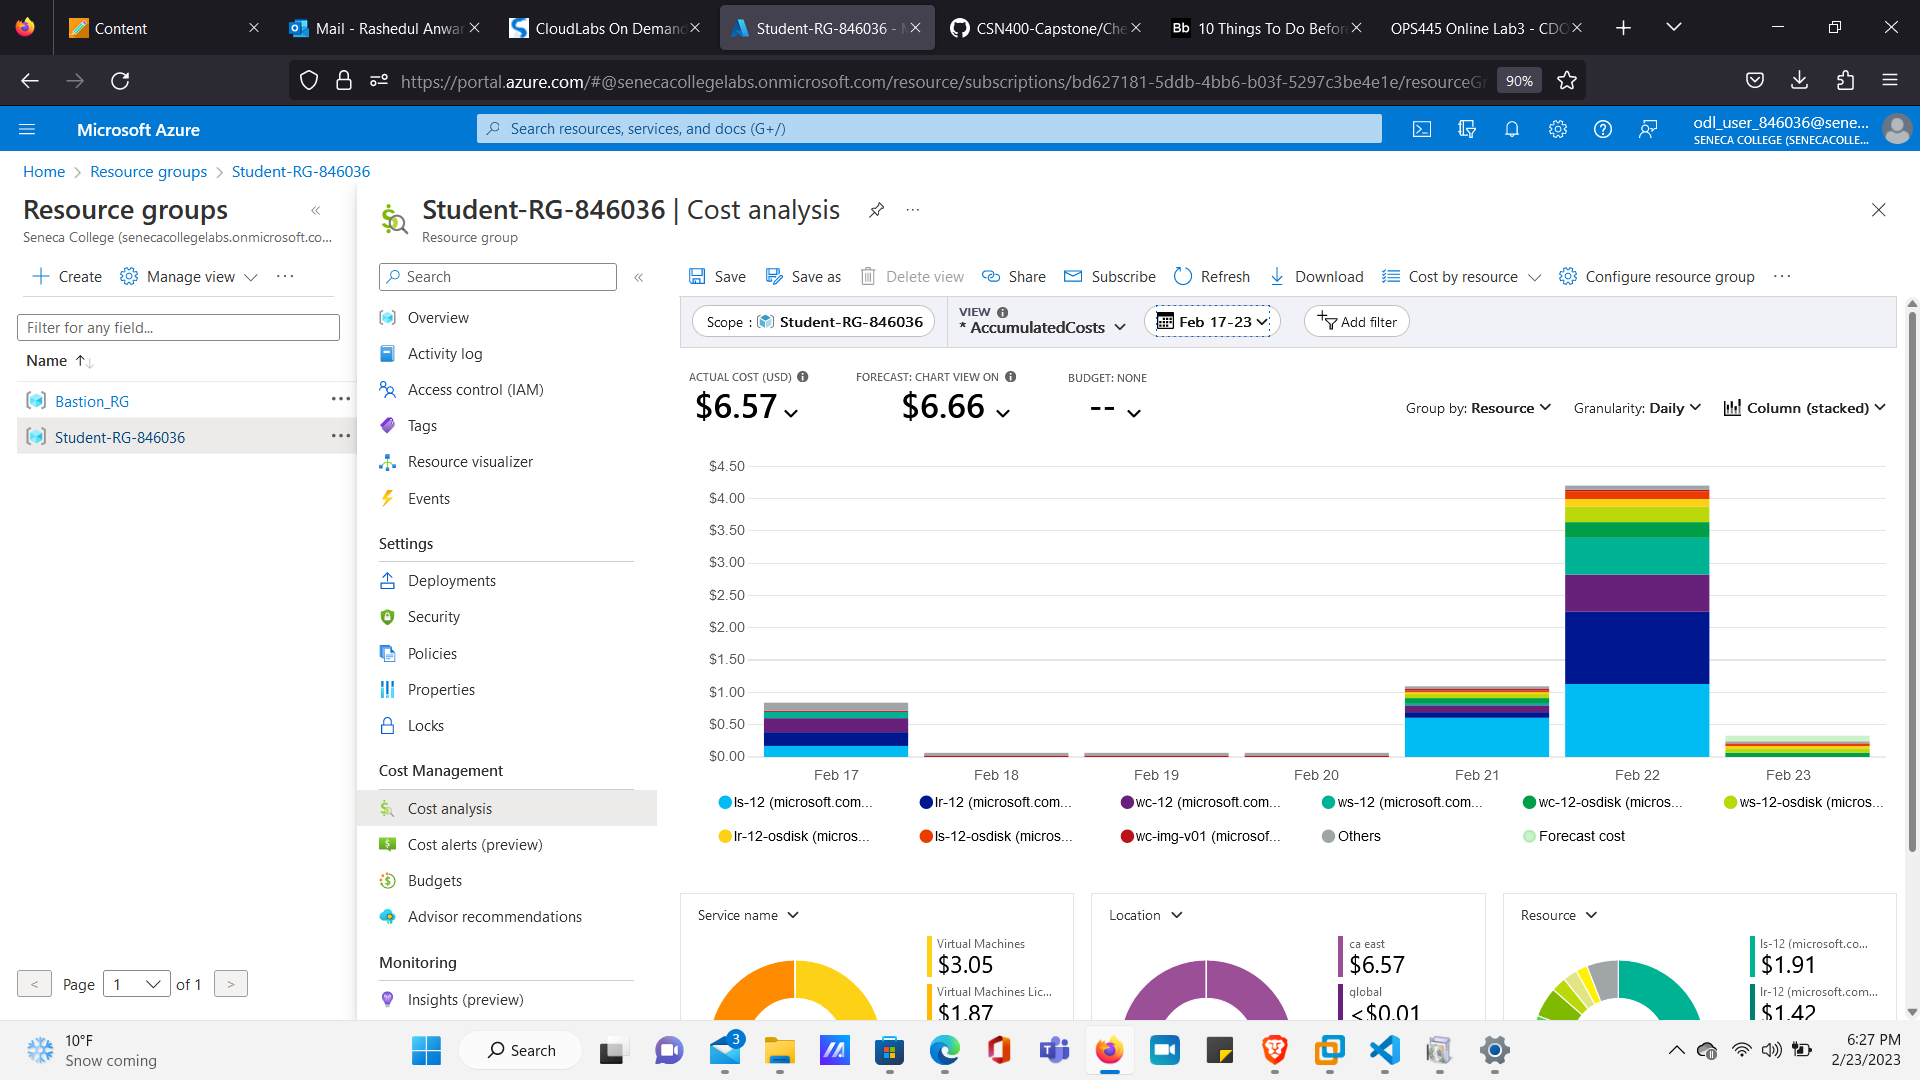 Content
Mail - Rashedul Anwar
CloudLabs On Demand
Student-RG-846036 - M
CSN400-Capstone/Che
Bb 10 Things To Do Befor
OPS445 Online Lab3 - CDO
https://portal.azure.com/#@senecacollegelabs.onmicrosoft.com/resource/subscriptions/bd627181-5ddb-4bb6-b03f-5297c3be4e1e/resourceGr
90%
Microsoft Azure
Search resources, services, and docs (G+/)
odl_user_846036@sene...
SENECA COLLEGE (SENECACOLLE...
Home > Resource groups > Student-RG-846036
Resource groups
Seneca College (senecacollegelabs.onmicrosoft.co...
Create
Manage view
Filter for any field...
Name
Bastion_RG
Student-RG-846036
< Page 1 of 1 >
Student-RG-846036 | Cost analysis
Resource group
Search
Overview
Activity log
Access control (IAM)
Tags
Resource visualizer
Events
Settings
Deployments
Security
Policies
Properties
Locks
Cost Management
Cost analysis
Cost alerts (preview)
Budgets
Advisor recommendations
Monitoring
Insights (preview)
Save
Save as
Delete view
Share
Subscribe
Refresh
Download
Cost by resource
Configure resource group
Scope : Student-RG-846036
VIEW
* AccumulatedCosts
Feb 17-23
Add filter
ACTUAL COST (USD)
$6.57
FORECAST: CHART VIEW ON
$6.66
BUDGET: NONE
--
Group by: Resource
Granularity: Daily
Column (stacked)
$4.50
$4.00
$3.50
$3.00
$2.50
$2.00
$1.50
$1.00
$0.50
$0.00
Feb 17
Feb 18
Feb 19
Feb 20
Feb 21
Feb 22
Feb 23
ls-12 (microsoft.com...
lr-12 (microsoft.com...
wc-12 (microsoft.com...
ws-12 (microsoft.com...
wc-12-osdisk (micros...
ws-12-osdisk (micros...
lr-12-osdisk (micros...
ls-12-osdisk (micros...
wc-img-v01 (microsof...
Others
Forecast cost
Service name
Virtual Machines
$3.05
Virtual Machines Lic...
$1.87
Location
ca east
$6.57
global
<$0.01
Resource
ls-12 (microsoft.co...
$1.91
lr-12 (microsoft.com...
$1.42
10°F
Snow coming
Search
3
6:27 PM
2/23/2023